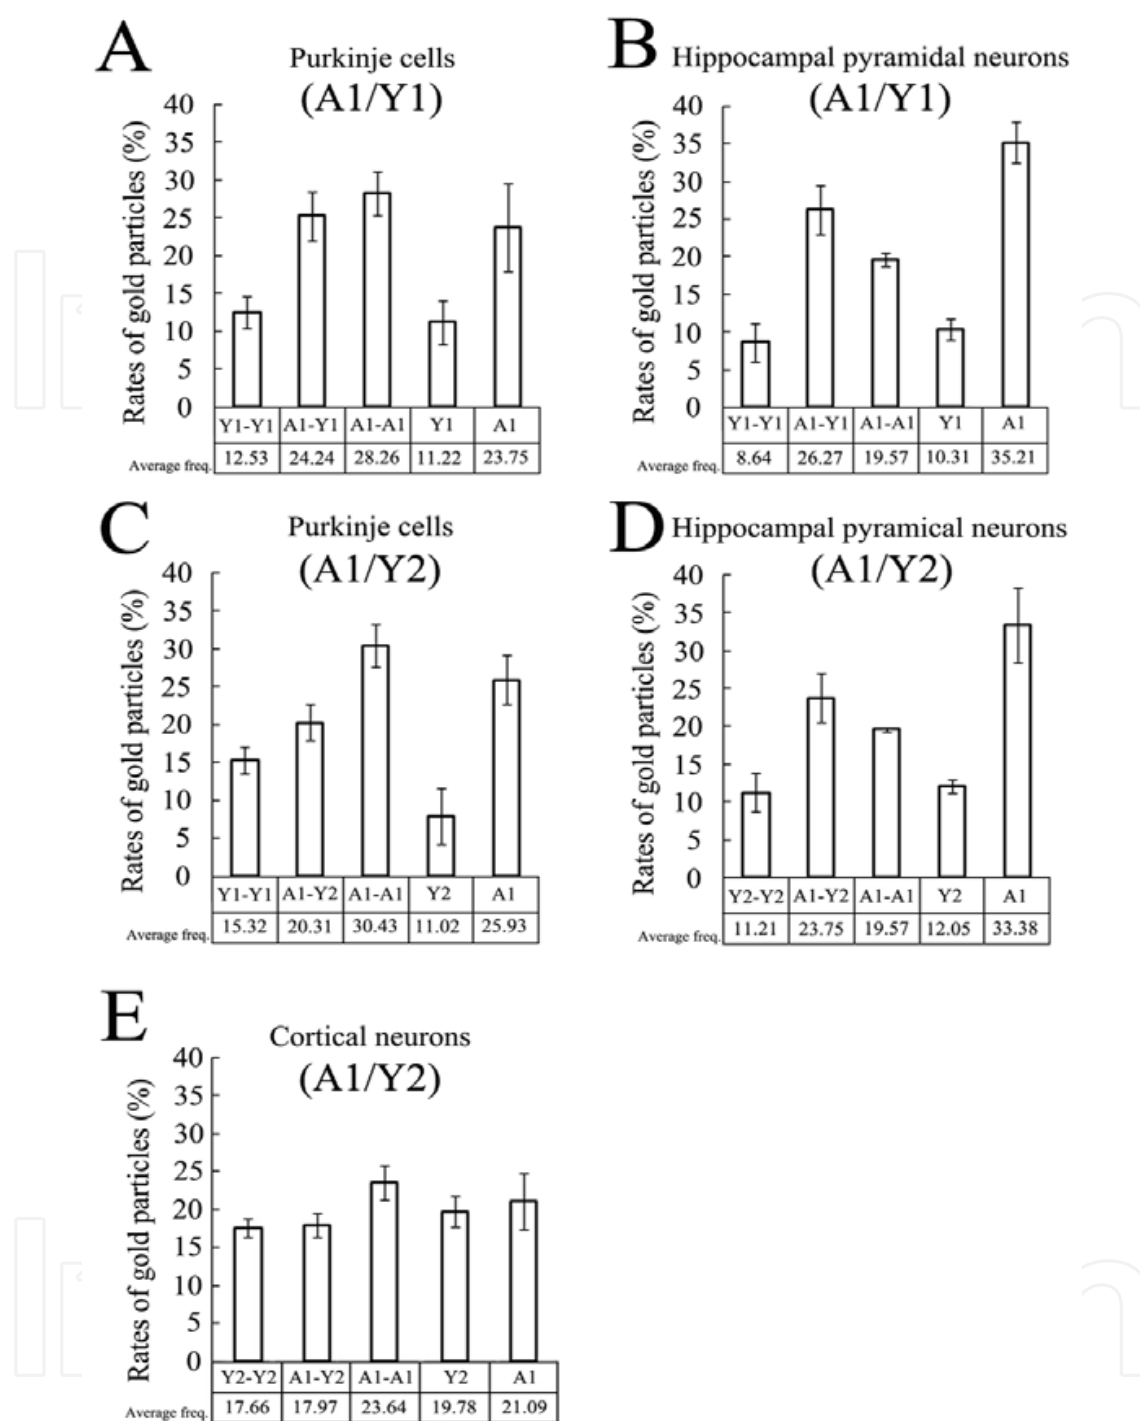 A
Purkinje cells
(A1/Y1)
Rates of gold particles (%)
40
35
30
25
20
15
10
5
0
Y1-Y1 A1-Y1 A1-A1 Y1 A1
Average freq. 12.53 24.24 28.26 11.22 23.75
B
Hippocampal pyramidal neurons
(A1/Y1)
Rates of gold particles (%)
40
35
30
25
20
15
10
5
0
Y1-Y1 A1-Y1 A1-A1 Y1 A1
Average freq. 8.64 26.27 19.57 10.31 35.21
C
Purkinje cells
(A1/Y2)
Rates of gold particles (%)
40
35
30
25
20
15
10
5
0
Y1-Y1 A1-Y2 A1-A1 Y2 A1
Average freq. 15.32 20.31 30.43 11.02 25.93
D
Hippocampal pyramical neurons
(A1/Y2)
Rates of gold particles (%)
40
35
30
25
20
15
10
5
0
Y2-Y2 A1-Y2 A1-A1 Y2 A1
Average freq. 11.21 23.75 19.57 12.05 33.38
E
Cortical neurons
(A1/Y2)
Rates of gold particles (%)
40
35
30
25
20
15
10
5
0
Y2-Y2 A1-Y2 A1-A1 Y2 A1
Average freq. 17.66 17.97 23.64 19.78 21.09